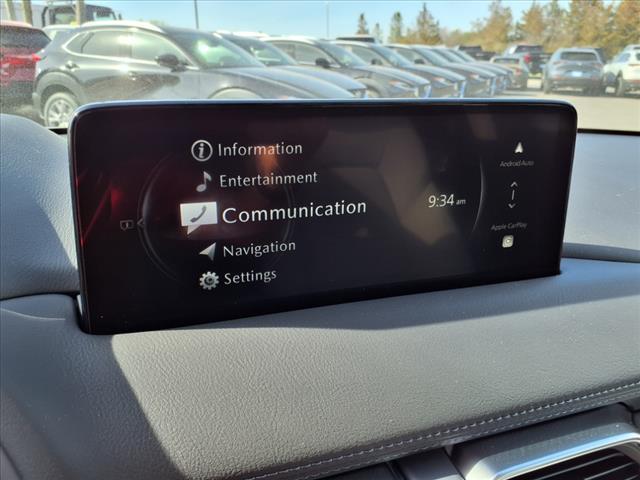 Information
Entertainment
Communication
Navigation
Settings
9:34 am
Android Auto
Apple CarPlay